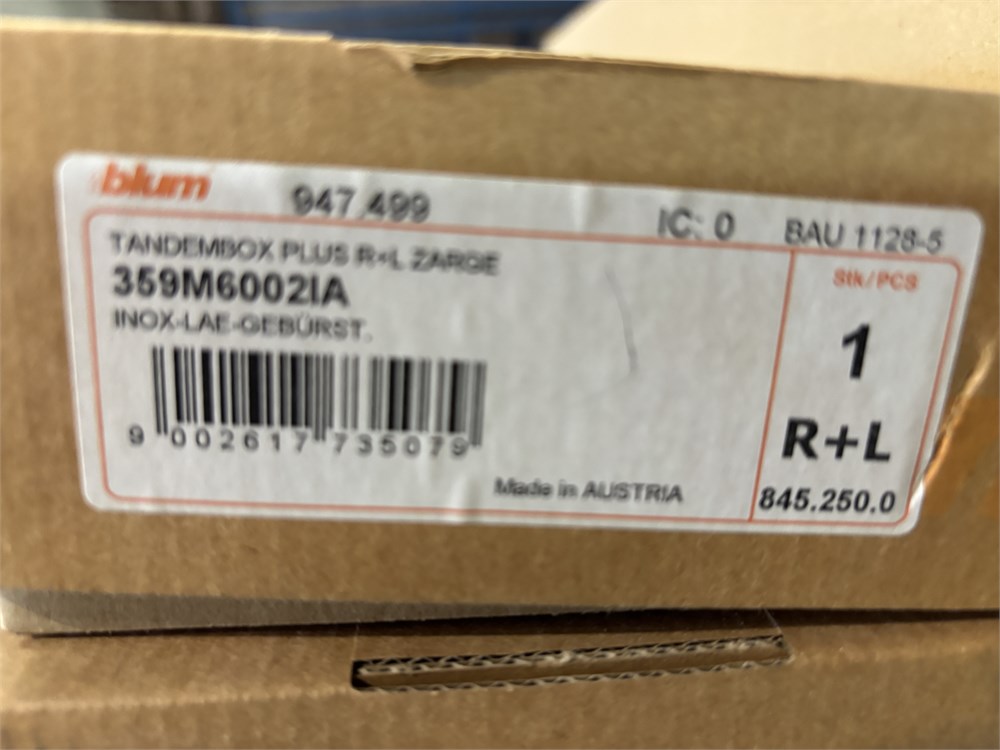 blum
947.499
IC: 0
BAU 1128-5
TANDEMBOX PLUS R+L ZARGE
359M6002IA
INOX-LAE-GEBÜRST.
9 002617 735079
Made in AUSTRIA
Stk/PCS
1
R+L
845.250.0